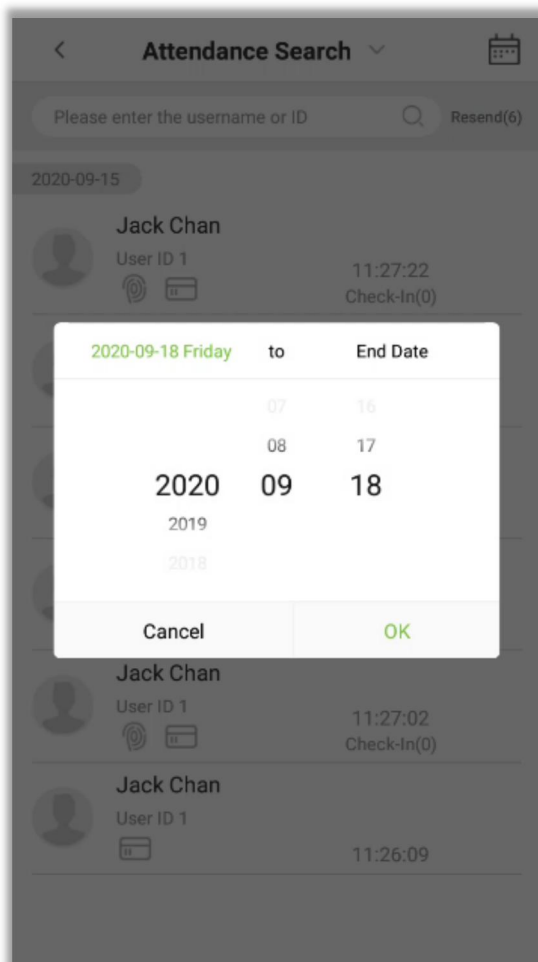 Attendance Search
Please enter the username or ID
Resend(6)
2020-09-15
Jack Chan
User ID 1
11:27:22
Check-In(0)
2020-09-18 Friday to End Date
07 16
08 17
2020 09 18
2019
2018
Cancel OK
Jack Chan
User ID 1
11:27:02
Check-In(0)
Jack Chan
User ID 1
11:26:09